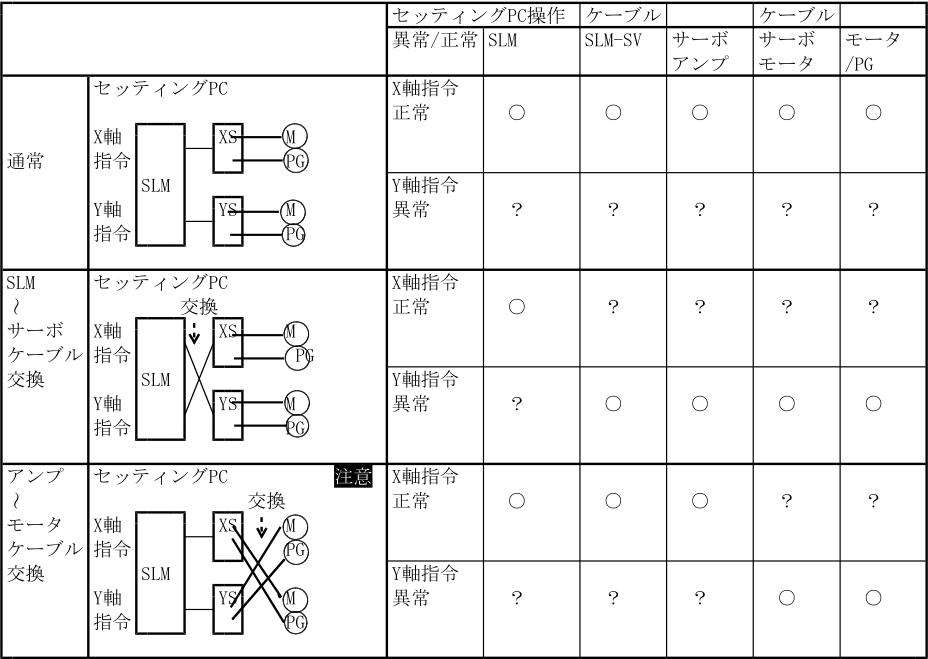 セッティングPC操作 ケーブル ケーブル
異常/正常 SLM SLM-SV サーボ サーボ モータ
アンプ モータ /PG
セッティングPC X軸指令
正常 ○ ○ ○ ○ ○
X軸 XS M
通常 指令 PG
SLM Y軸指令
Y軸 YS M 異常 ? ? ? ? ?
指令 PG
SLM セッティングPC X軸指令
~ 交換 正常 ○ ? ? ? ?
サーボ X軸 XS M
ケーブル 指令 PG
交換 SLM Y軸指令
Y軸 YS M 異常 ? ○ ○ ○ ○
指令 PG
アンプ セッティングPC 注意 X軸指令
~ 交換 正常 ○ ○ ○ ? ?
モータ X軸 XS M
ケーブル 指令 PG
交換 SLM Y軸指令
Y軸 YS M 異常 ? ? ? ○ ○
指令 PG